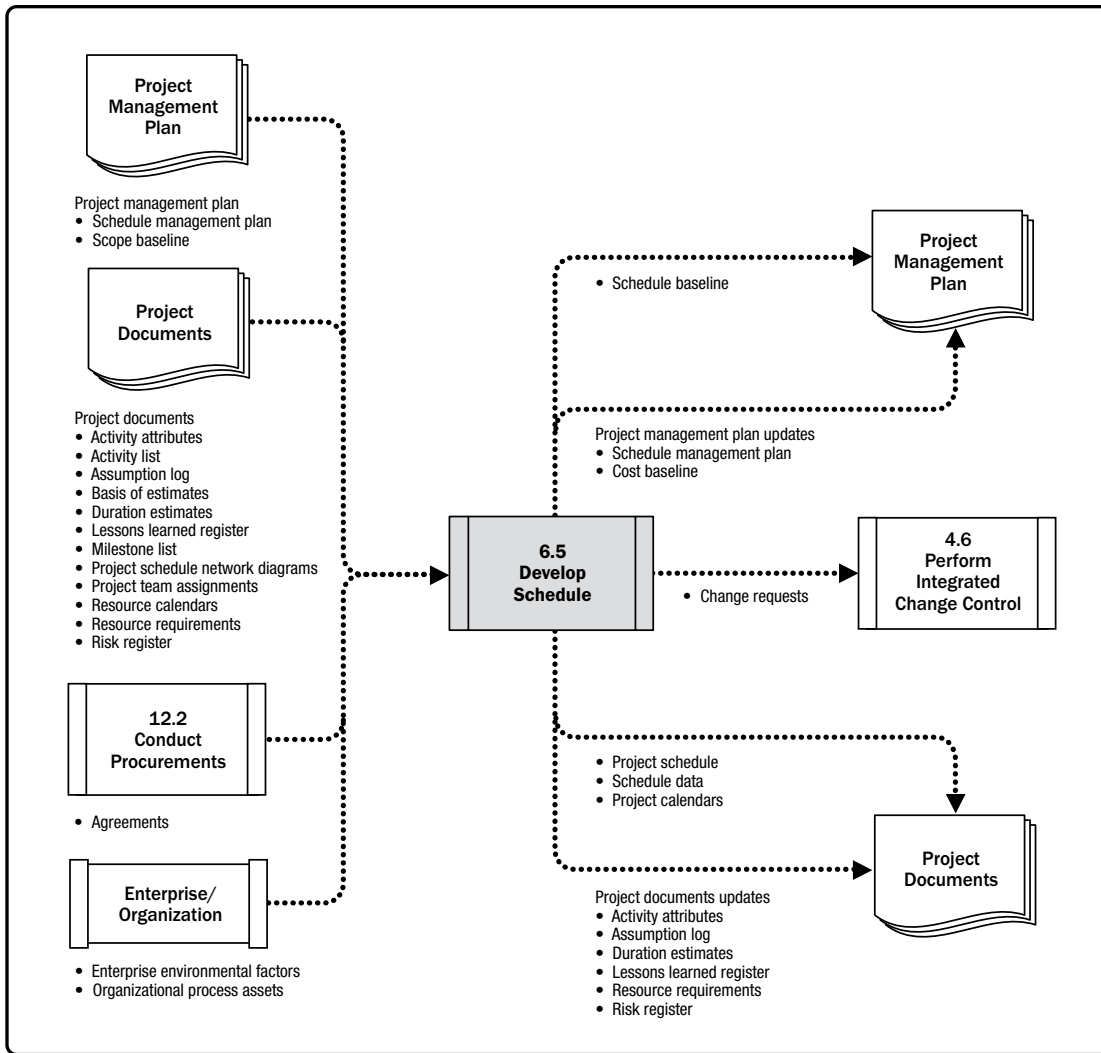 Project
Management
Plan
Project management plan
• Schedule management plan
• Scope baseline
Project
Documents
Project documents
• Activity attributes
• Activity list
• Assumption log
• Basis of estimates
• Duration estimates
• Lessons learned register
• Milestone list
• Project schedule network diagrams
• Project team assignments
• Resource calendars
• Resource requirements
• Risk register
12.2
Conduct
Procurements
• Agreements
Enterprise/
Organization
• Enterprise environmental factors
• Organizational process assets
6.5
Develop
Schedule
• Schedule baseline
Project
Management
Plan
Project management plan updates
• Schedule management plan
• Cost baseline
• Change requests
4.6
Perform
Integrated
Change Control
• Project schedule
• Schedule data
• Project calendars
Project
Documents
Project documents updates
• Activity attributes
• Assumption log
• Duration estimates
• Lessons learned register
• Resource requirements
• Risk register